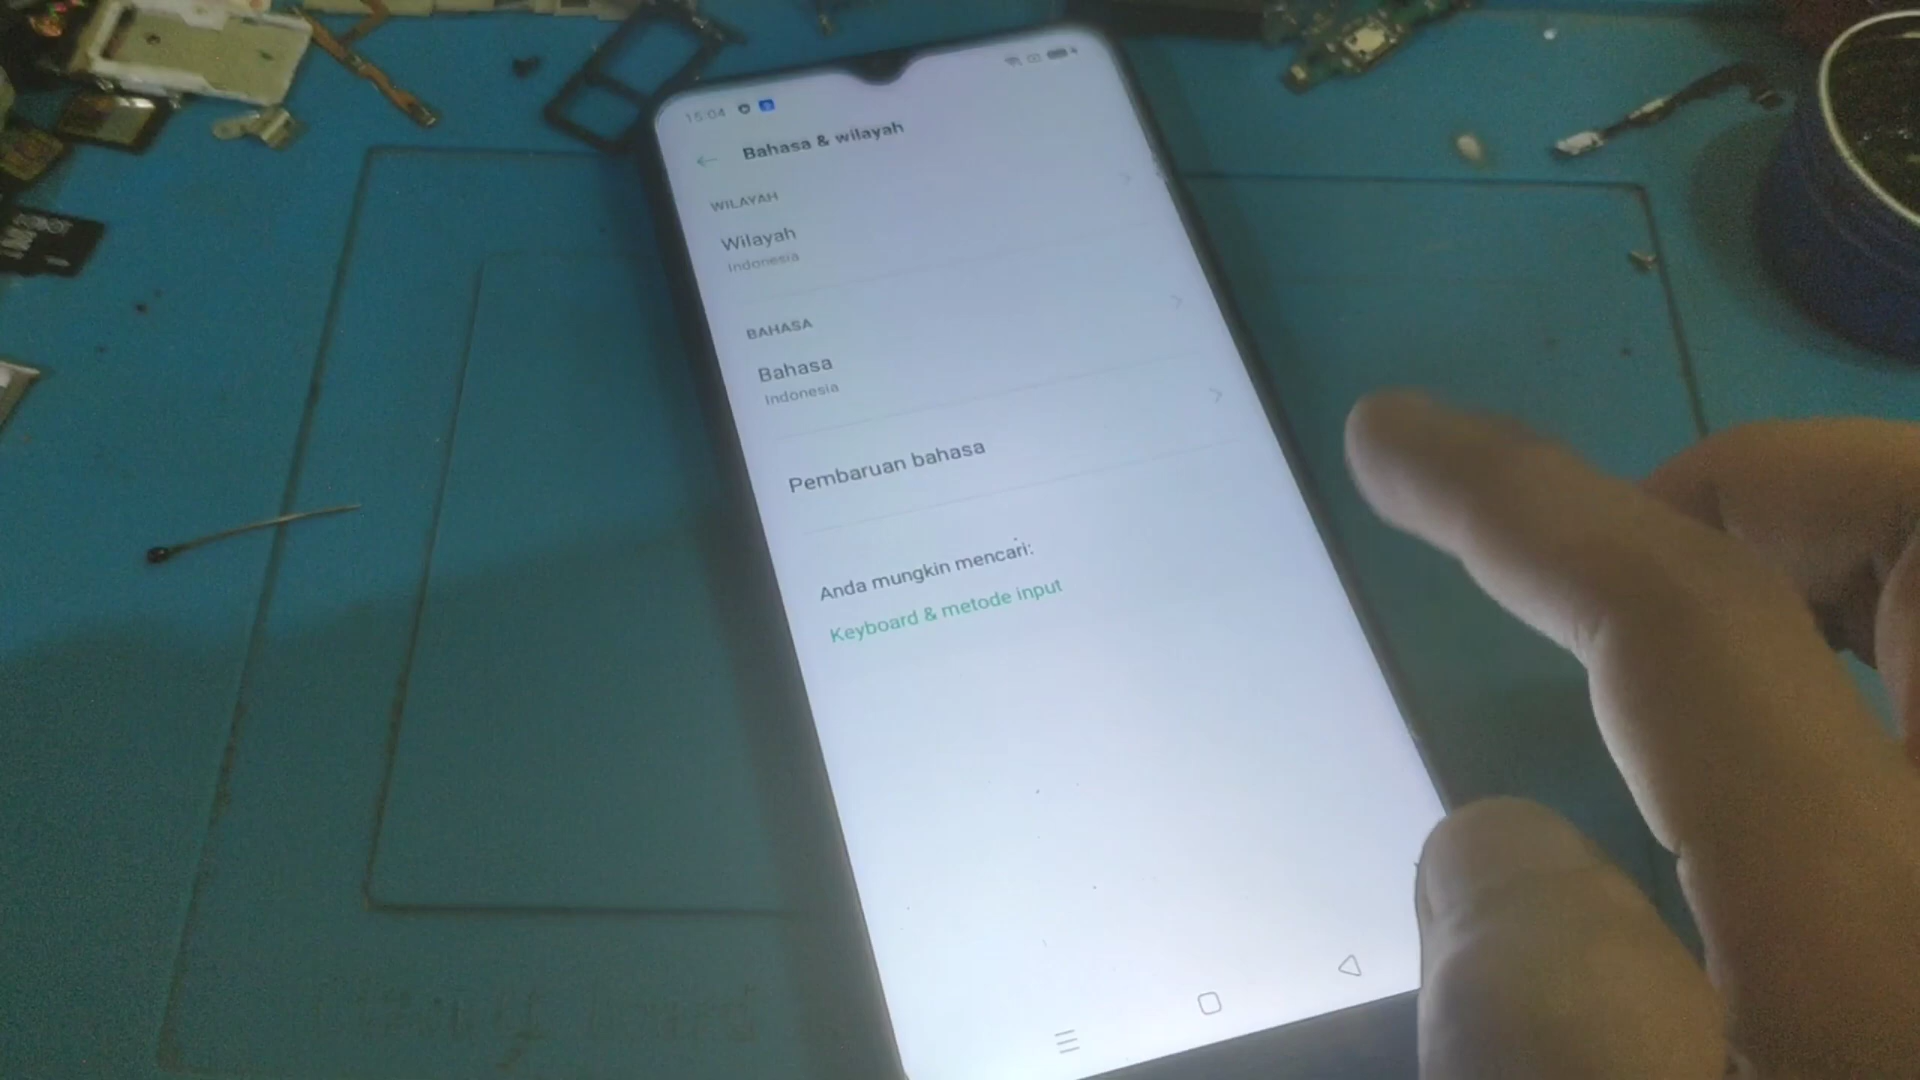 15:04
Bahasa & wilayah
WILAYAH
Wilayah
Indonesia
BAHASA
Bahasa
Indonesia
Pembaruan bahasa
Anda mungkin mencari:
Keyboard & metode input